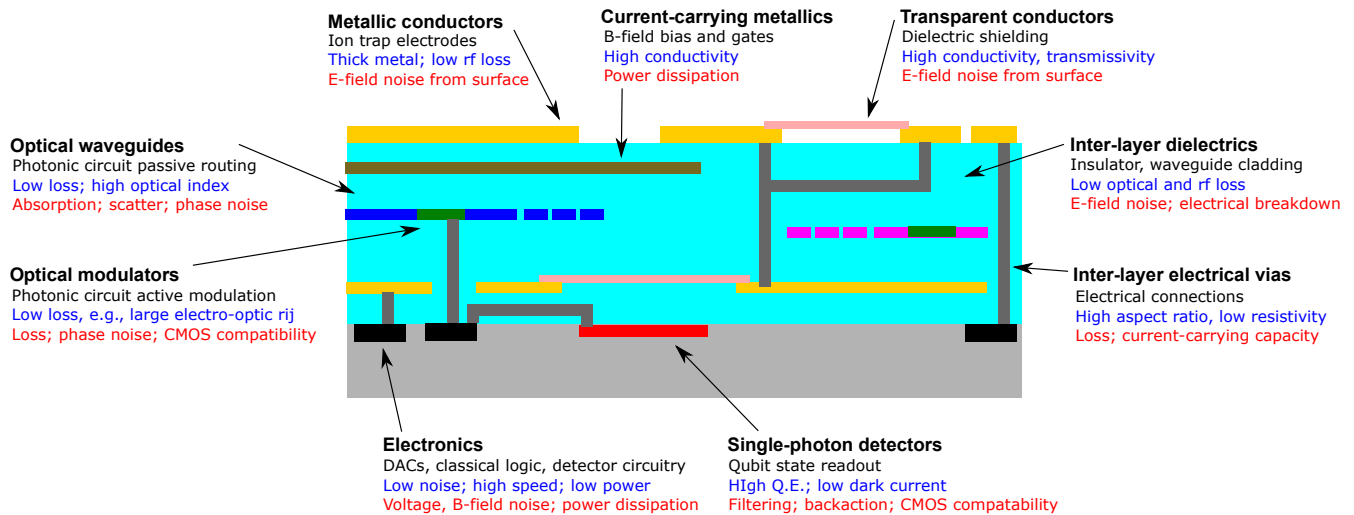 Metallic conductors
Ion trap electrodes
Thick metal; low rf loss
E-field noise from surface
Current-carrying metallics
B-field bias and gates
High conductivity
Power dissipation
Transparent conductors
Dielectric shielding
High conductivity, transmissivity
E-field noise from surface
Optical waveguides
Photonic circuit passive routing
Low loss; high optical index
Absorption; scatter; phase noise
Inter-layer dielectrics
Insulator, waveguide cladding
Low optical and rf loss
E-field noise; electrical breakdown
Optical modulators
Photonic circuit active modulation
Low loss, e.g., large electro-optic rij
Loss; phase noise; CMOS compatibility
Inter-layer electrical vias
Electrical connections
High aspect ratio, low resistivity
Loss; current-carrying capacity
Electronics
DACs, classical logic, detector circuitry
Low noise; high speed; low power
Voltage, B-field noise; power dissipation
Single-photon detectors
Qubit state readout
HIgh Q.E.; low dark current
Filtering; backaction; CMOS compatability